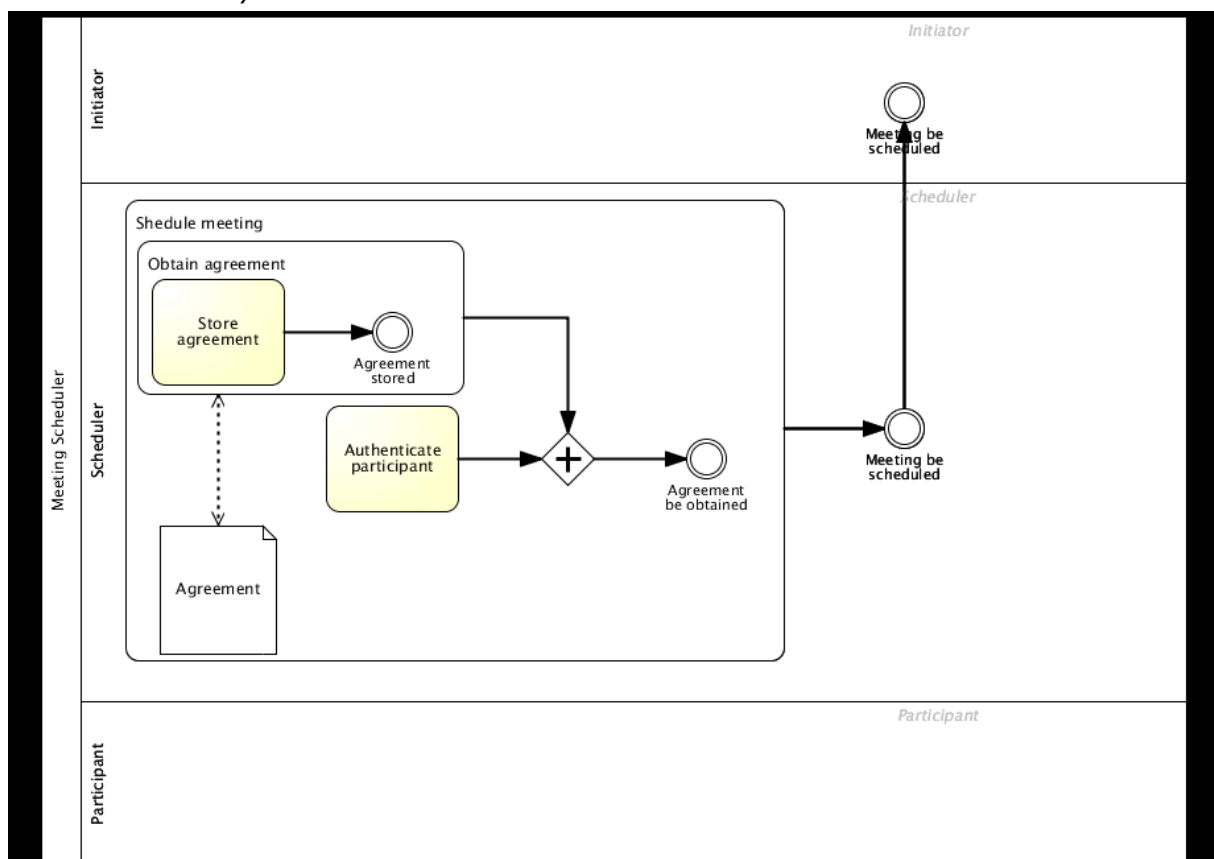 Initiator
Initiator
Meeting be
scheduled
Scheduler
Shedule meeting
Obtain agreement
Store
agreement
Agreement
stored
Meeting Scheduler
Scheduler
Authenticate
participant
Agreement
be obtained
Meeting be
scheduled
Agreement
Participant
Participant